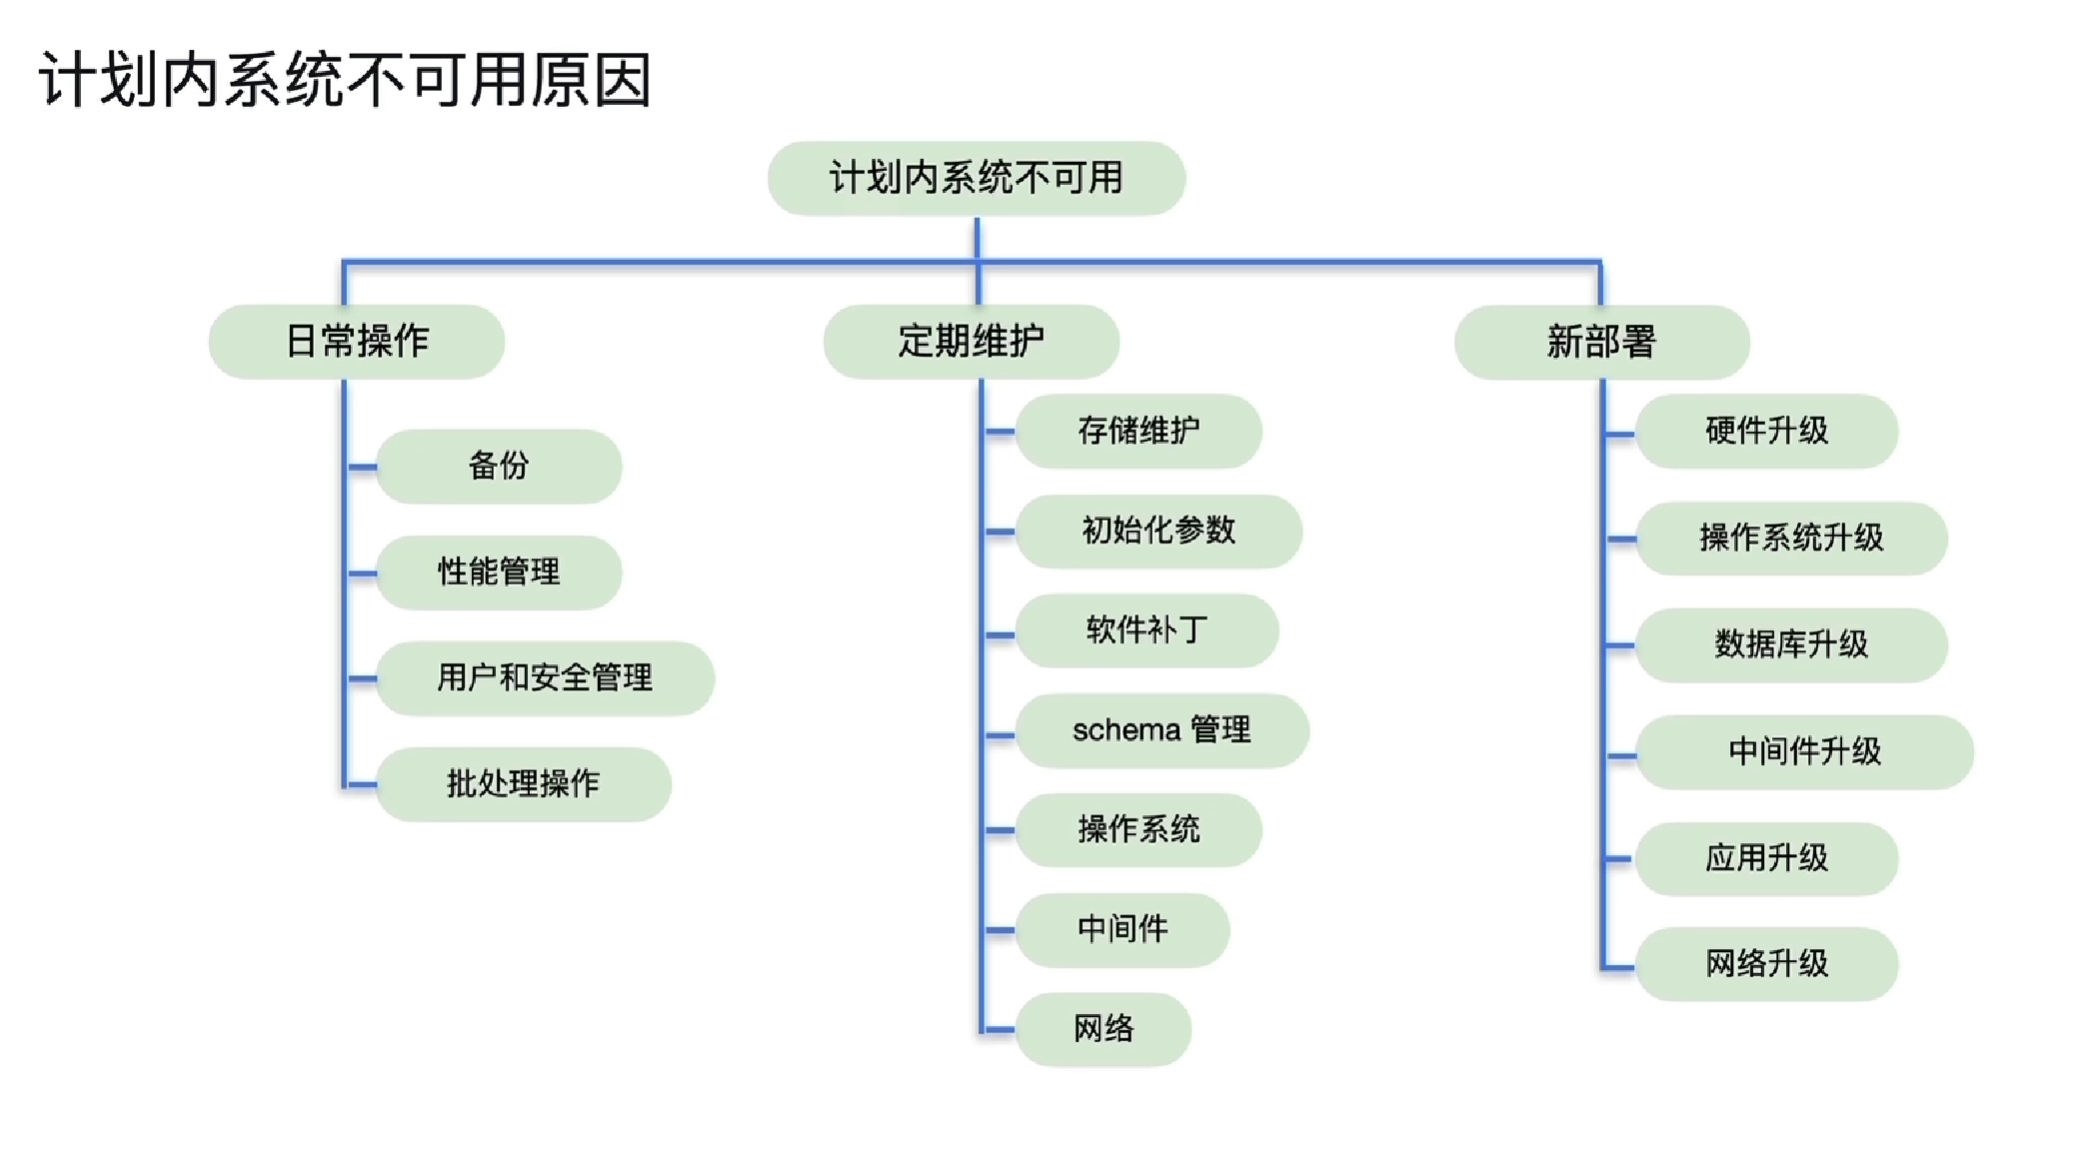 计划内系统不可用原因
计划内系统不可用
日常操作
备份
性能管理
用户和安全管理
批处理操作
定期维护
存储维护
初始化参数
软件补丁
schema 管理
操作系统
中间件
网络
新部署
硬件升级
操作系统升级
数据库升级
中间件升级
应用升级
网络升级